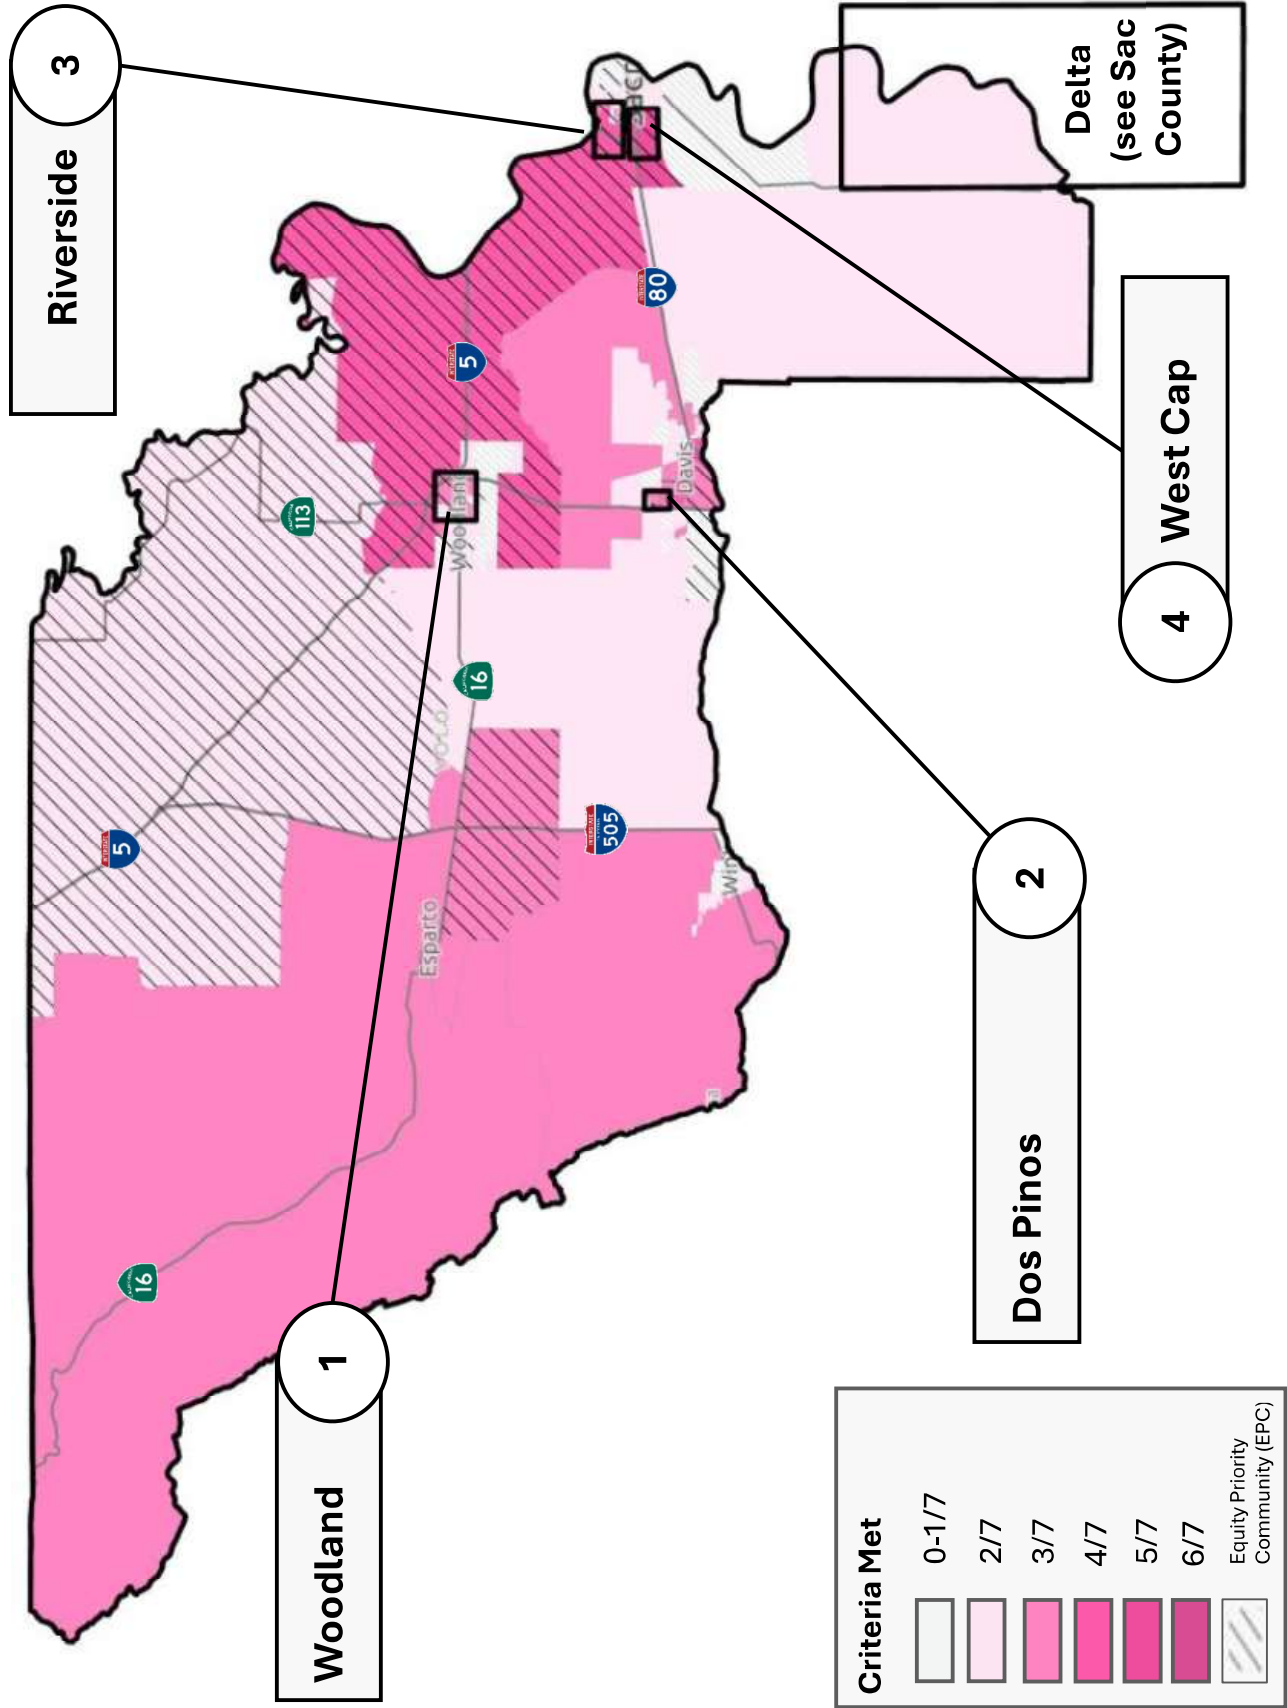 3
Riverside
Delta
(see Sac
County)
80
5
113
Davis
Woodland
16
YOLO
5
505
Win
Esparto
16
4
West Cap
2
Dos Pinos
1
Woodland
Criteria Met
0-1/7
2/7
3/7
4/7
5/7
6/7
Equity Priority
Community (EPC)